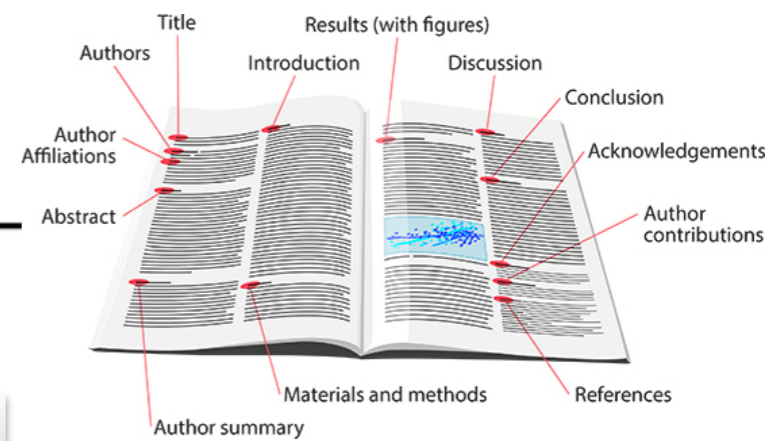 Title
Results (with figures)
Authors
Introduction
Discussion
Conclusion
Author
Affiliations
Acknowledgements
Abstract
Author
contributions
Materials and methods
References
Author summary